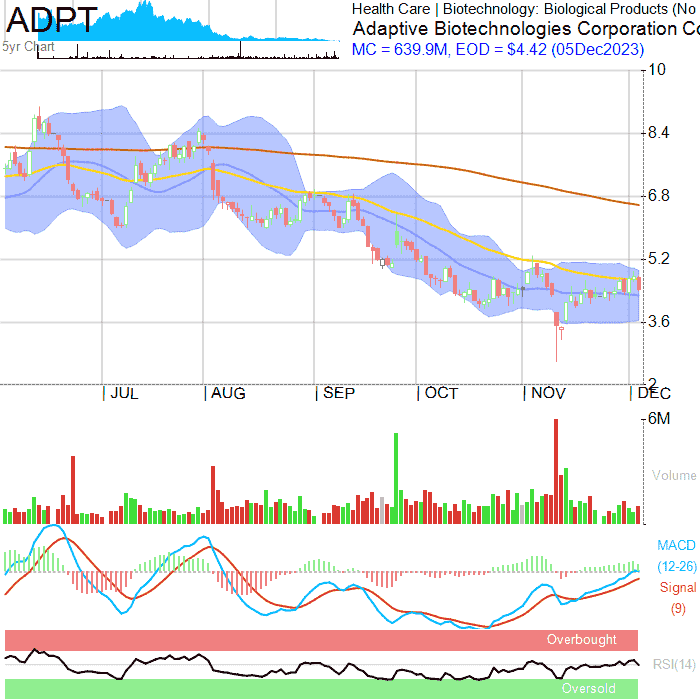 ADPT
5yr Chart
Health Care | Biotechnology: Biological Products (No
Adaptive Biotechnologies Corporation Co
MC = 639.9M, EOD = $4.42 (05Dec2023)
10
8.4
6.8
5.2
3.6
2
JUL
AUG
SEP
OCT
NOV
DEC
6M
Volume
MACD
(12-26)
Signal
(9)
Overbought
RSI(14)
Oversold